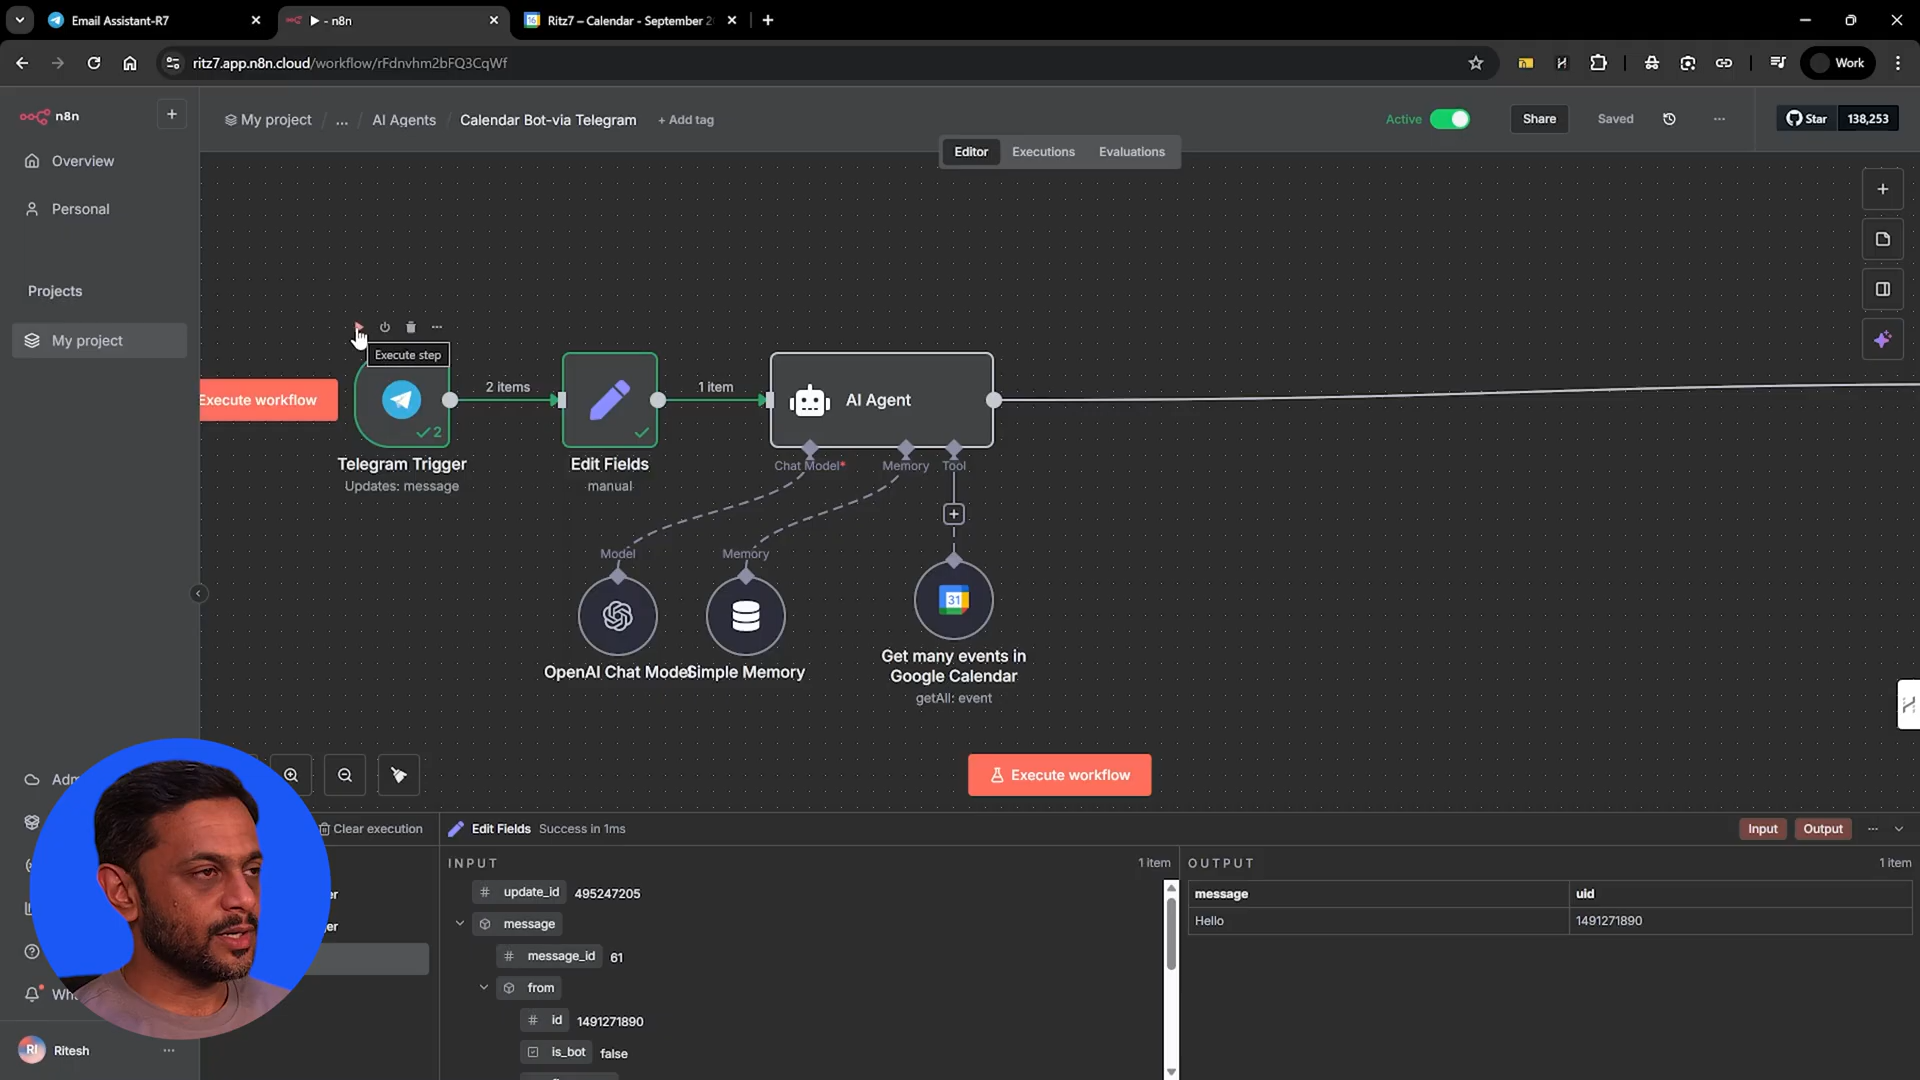 Email Assistant-R7
▶ - n8n
Ritz7 – Calendar - September 2
ritz7.app.n8n.cloud/workflow/rFdnvhm2bFQ3CqWf
Work
n8n
My project / ... / AI Agents / Calendar Bot-via Telegram + Add tag
Active
Share
Saved
Star 138,253
Editor
Executions
Evaluations
Overview
Personal
Projects
My project
Execute step
Execute workflow
2 items
1 item
AI Agent
Telegram Trigger
Updates: message
2
Edit Fields
manual
Chat Model*
Memory
Tool
Model
Memory
OpenAI Chat Model
Simple Memory
31
Get many events in
Google Calendar
getAll: event
Execute workflow
Clear execution
Edit Fields Success in 1ms
Input
Output
INPUT
1 item
OUTPUT
1 item
update_id 495247205
message
message_id 61
from
id 1491271890
is_bot false
message
uid
Hello
1491271890
RI
Ritesh